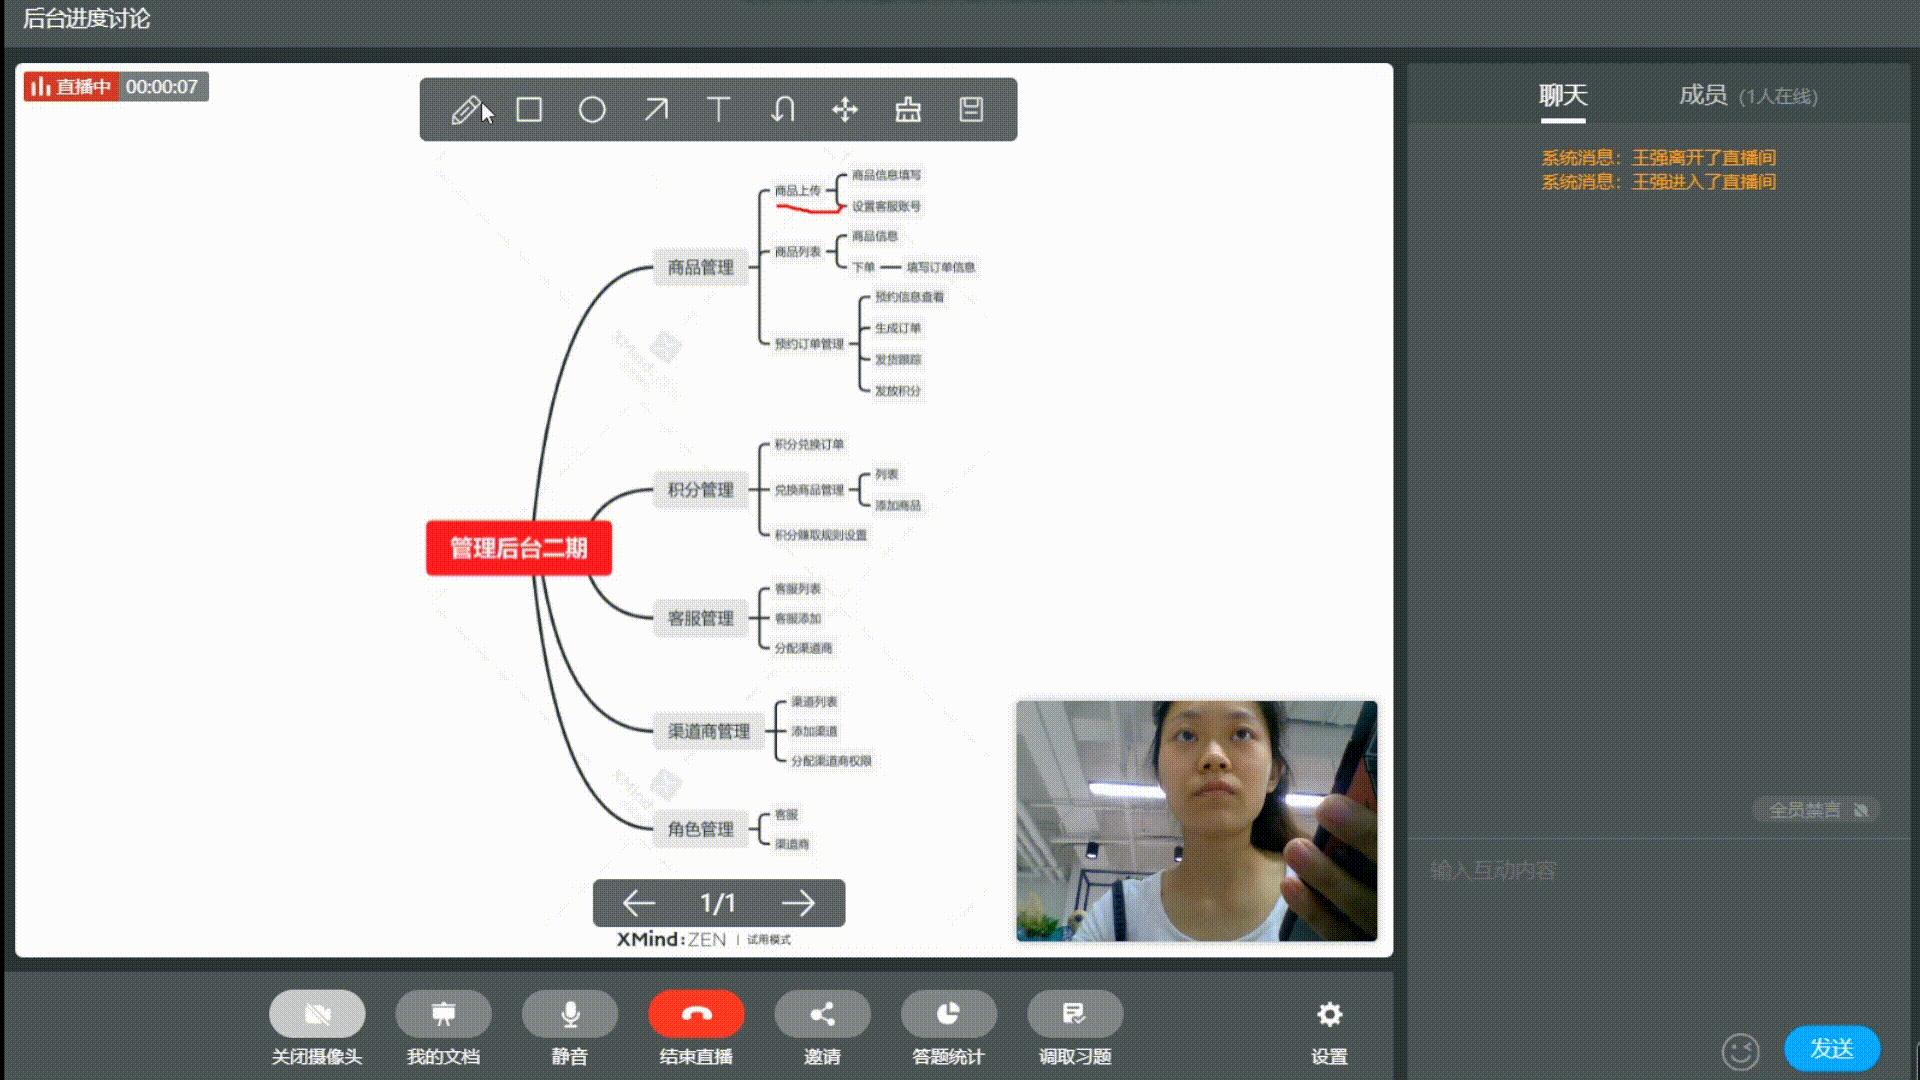 后台进度讨论
直播中 00:00:07
聊天
成员 (1人在线)
系统消息：王强离开了直播间
系统消息：王强进入了直播间
管理后台二期
商品管理
商品上传
商品信息填写
设置客服账号
商品列表
商品信息
下单
填写订单信息
预约订单管理
预约信息查看
生成订单
发货跟踪
发放积分
积分管理
积分兑换订单
兑换商品管理
列表
添加商品
积分赚取规则设置
客服管理
客服列表
客服添加
分配渠道商
渠道商管理
渠道列表
添加渠道
分配渠道商权限
角色管理
客服
渠道商
XMind
XMind
1/1
XMind:ZEN | 试用模式
全员禁言
输入互动内容
发送
关闭摄像头
我的文档
静音
结束直播
邀请
答题统计
调取习题
设置